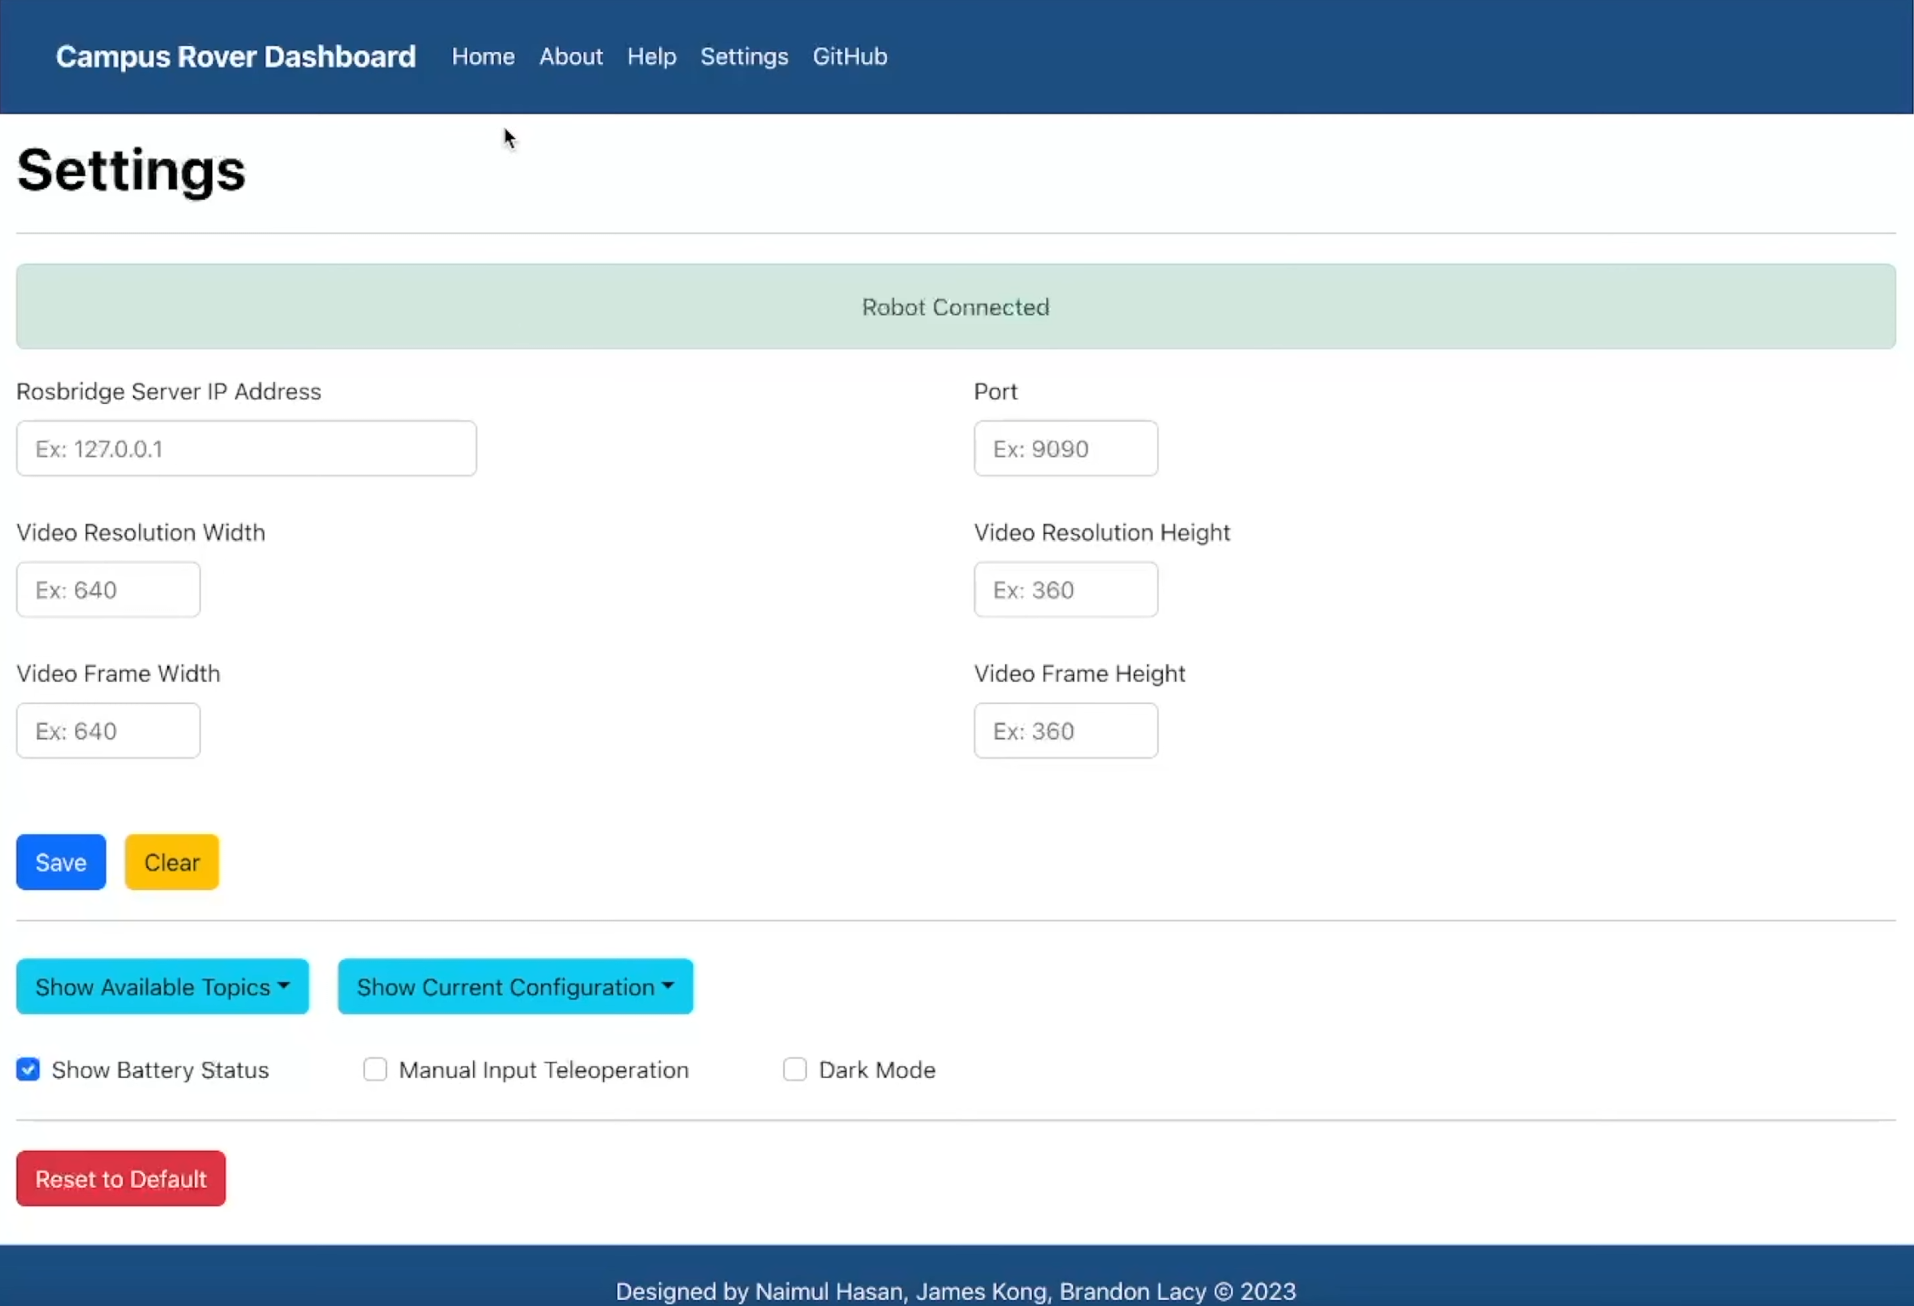 Campus Rover Dashboard Home About Help Settings GitHub
Settings
Robot Connected
Rosbridge Server IP Address Port
Ex: 127.0.0.1 Ex: 9090
Video Resolution Width Video Resolution Height
Ex: 640 Ex: 360
Video Frame Width Video Frame Height
Ex: 640 Ex: 360
Save Clear
Show Available Topics Show Current Configuration
Show Battery Status Manual Input Teleoperation Dark Mode
Reset to Default
Designed by Naimul Hasan, James Kong, Brandon Lacy © 2023